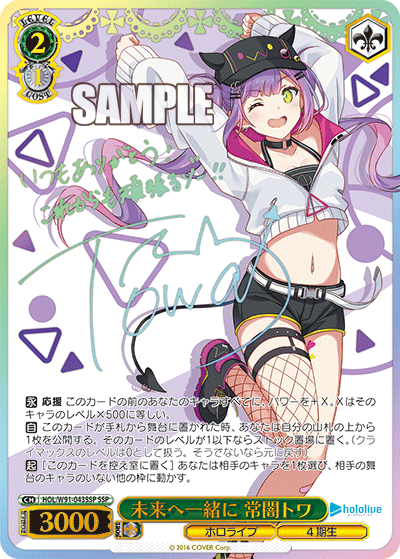 LEVEL
2
1
COST
SAMPLE
いつもありがとう!
これからも頑張るゾ!!
Towa
永 応援 このカードの前のあなたのキャラすべてに、パワーを＋X。Xはそのキャラのレベル×500に等しい。
自 このカードが手札から舞台に置かれた時、あなたは自分の山札の上から1枚を公開する。そのカードのレベルが1以下ならストック置場に置く。（クライマックスのレベルは0として扱う。そうでないなら元に戻す）
起［このカードを控え室に置く］あなたは相手のキャラを1枚選び、相手の舞台のキャラのいない他の枠に動かす。
CH HOL/W91-043SSP SSP
3000
未来へ一緒に 常闇トワ
hololive
ホロライブ
4期生
© 2016 COVER Corp.